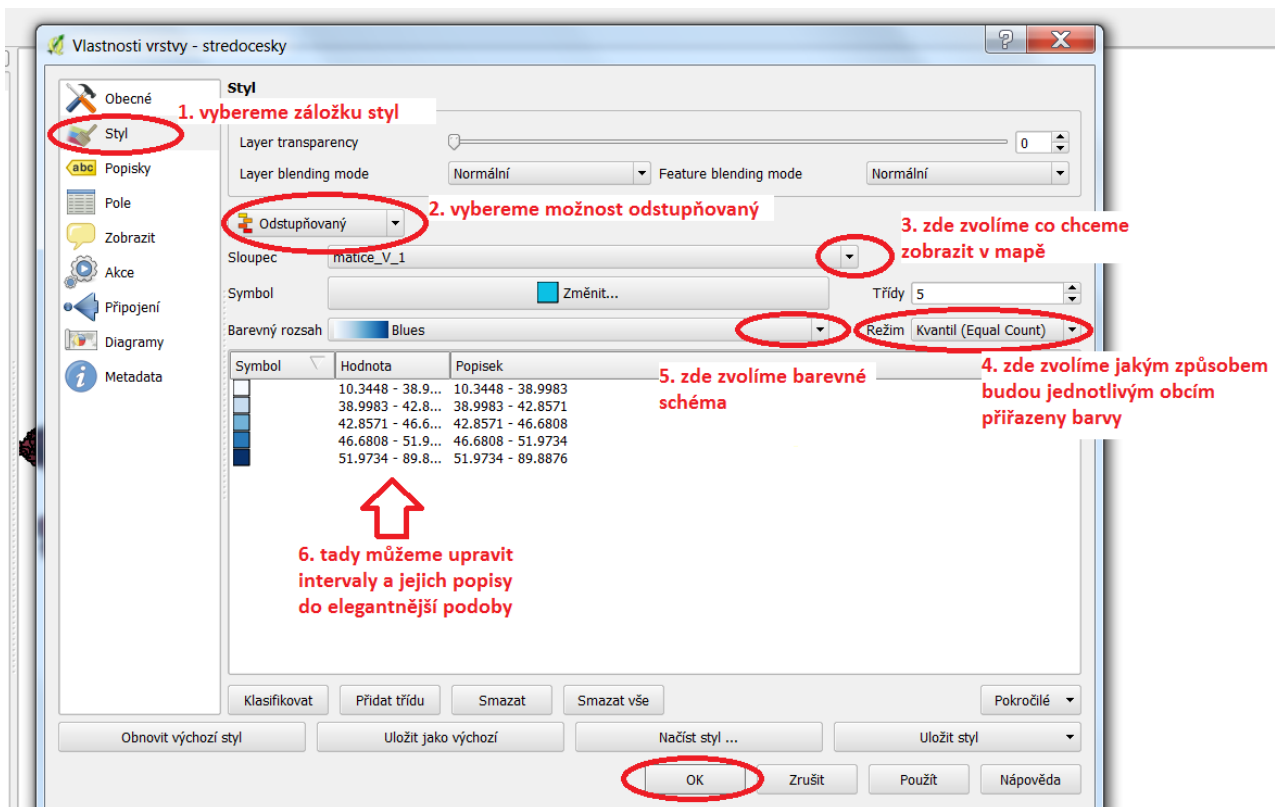 Vlastnosti vrstvy - stredocesky
Obecné
Styl
Popisky
Pole
Zobrazit
Akce
Připojení
Diagramy
Metadata
Styl
1. vybereme záložku styl
Layer transparency
0
Layer blending mode
Normální
Feature blending mode
Normální
Odstupňovaný
2. vybereme možnost odstupňovaný
3. zde zvolíme co chceme
zobrazit v mapě
Sloupec
matice_V_1
Symbol
Změnit...
Třídy
5
Barevný rozsah
Blues
Režim
Kvantil (Equal Count)
Symbol Hodnota Popisek
10.3448 - 38.9... 10.3448 - 38.9983
38.9983 - 42.8... 38.9983 - 42.8571
42.8571 - 46.6... 42.8571 - 46.6808
46.6808 - 51.9... 46.6808 - 51.9734
51.9734 - 89.8... 51.9734 - 89.8876
5. zde zvolíme barevné
schéma
4. zde zvolíme jakým způsobem
budou jednotlivým obcím
přiřazeny barvy
6. tady můžeme upravit
intervaly a jejich popisy
do elegantnější podoby
Klasifikovat
Přidat třídu
Smazat
Smazat vše
Pokročilé
Obnovit výchozí styl
Uložit jako výchozí
Načíst styl ...
Uložit styl
OK
Zrušit
Použít
Nápověda
abc